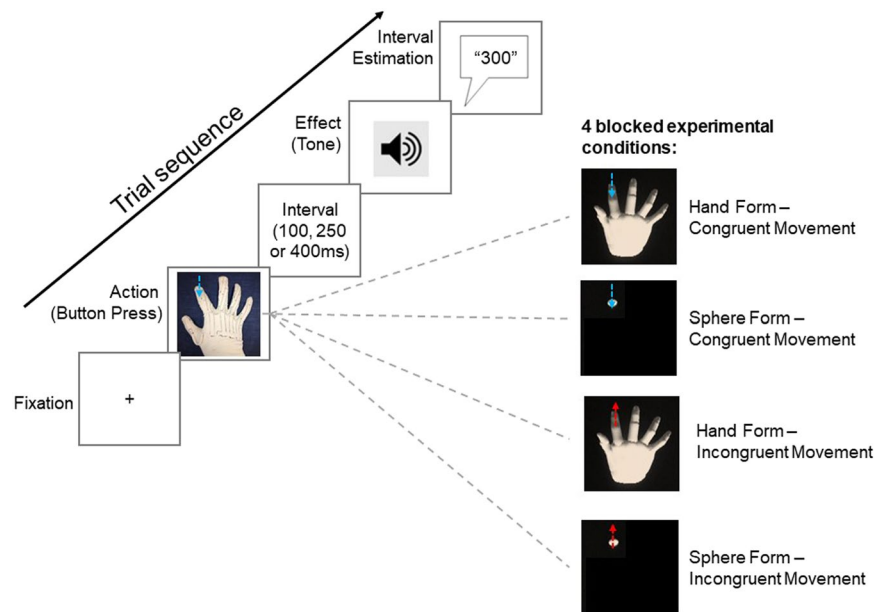 Interval
Estimation
“300”
Effect
(Tone)
Trial sequence
Interval
(100, 250
or 400ms)
Action
(Button Press)
Fixation
+
4 blocked experimental
conditions:
Hand Form –
Congruent Movement
Sphere Form –
Congruent Movement
Hand Form –
Incongruent Movement
Sphere Form –
Incongruent Movement